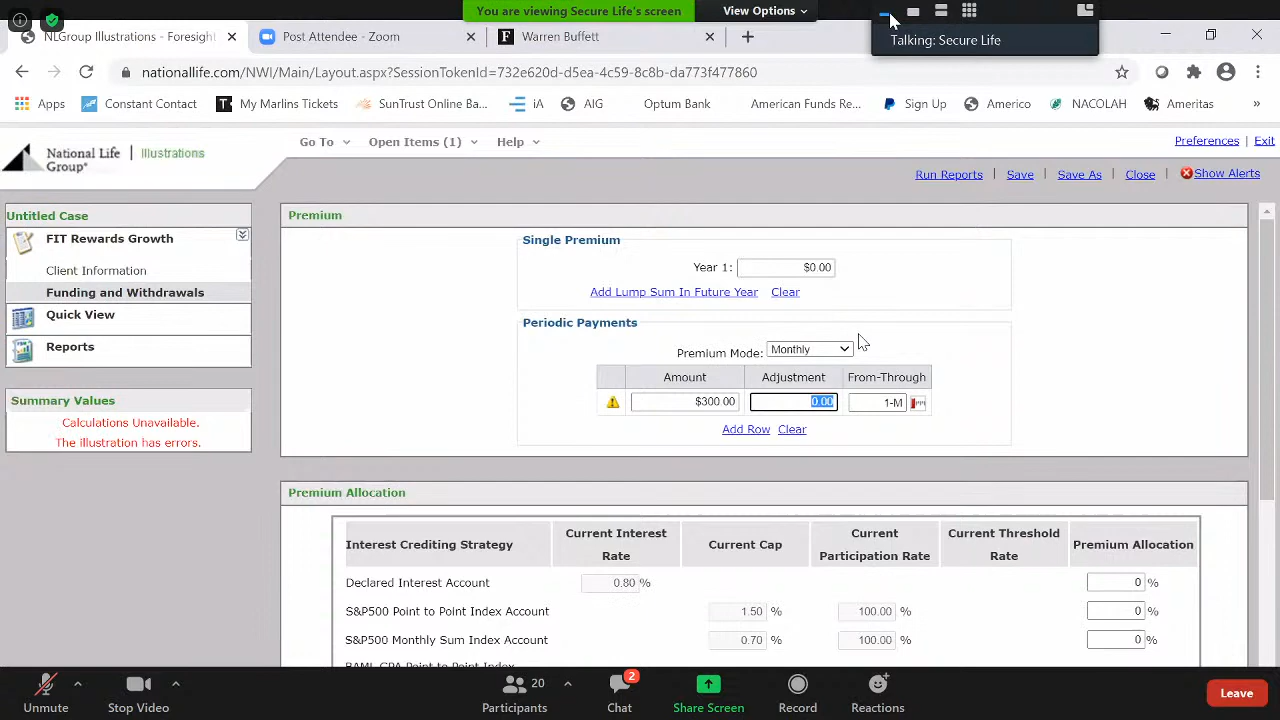 You are viewing Secure Life's screen
View Options
NLGroup Illustrations - Foresight
Post Attendee - Zoom
Warren Buffett
Talking: Secure Life
nationallife.com/NWI/Main/Layout.aspx?SessionTokenId=732e620d-d5ea-4c59-8c8b-da773f477860
Apps
Constant Contact
My Martins Tickets
SunTrust Online Ba...
iA
AIG
Optum Bank
American Funds Re...
Sign Up
Americo
NACOLAH
Ameritas
»
National Life Group® | Illustrations
Go To
Open Items (1)
Help
Preferences | Exit
Run Reports | Save | Save As | Close | Show Alerts
Untitled Case
FIT Rewards Growth
Client Information
Funding and Withdrawals
Quick View
Reports
Summary Values
Calculations Unavailable.
The illustration has errors.
Premium
Single Premium
Year 1: $0.00
Add Lump Sum In Future Year Clear
Periodic Payments
Premium Mode: Monthly
Amount Adjustment From-Through
$300.00 0.00 1-M
Add Row Clear
Premium Allocation
Interest Crediting Strategy Current Interest Rate Current Cap Current Participation Rate Current Threshold Rate Premium Allocation
Declared Interest Account 0.80 % 0 %
S&P500 Point to Point Index Account 1.50 % 100.00 % 0 %
S&P500 Monthly Sum Index Account 0.70 % 100.00 % 0 %
Point to Point Index
Unmute
Stop Video
20
Participants
2
Chat
Share Screen
Record
Reactions
Leave